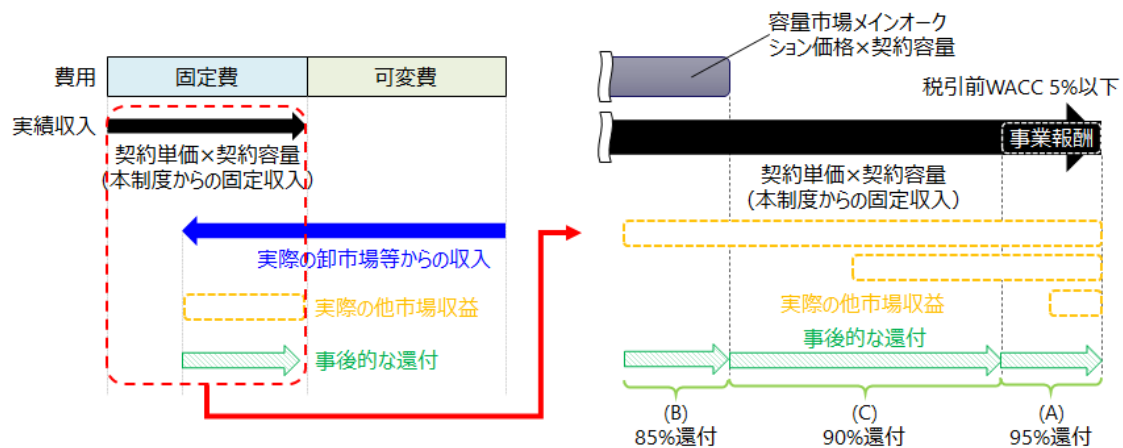 費用
固定費
可変費
実績収入
契約単価×契約容量
(本制度からの固定収入)
実際の卸市場等からの収入
実際の他市場収益
事後的な還付
容量市場メインオーク
ション価格×契約容量
税引前WACC 5%以下
事業報酬
契約単価×契約容量
(本制度からの固定収入)
実際の他市場収益
事後的な還付
(B)
85%還付
(C)
90%還付
(A)
95%還付